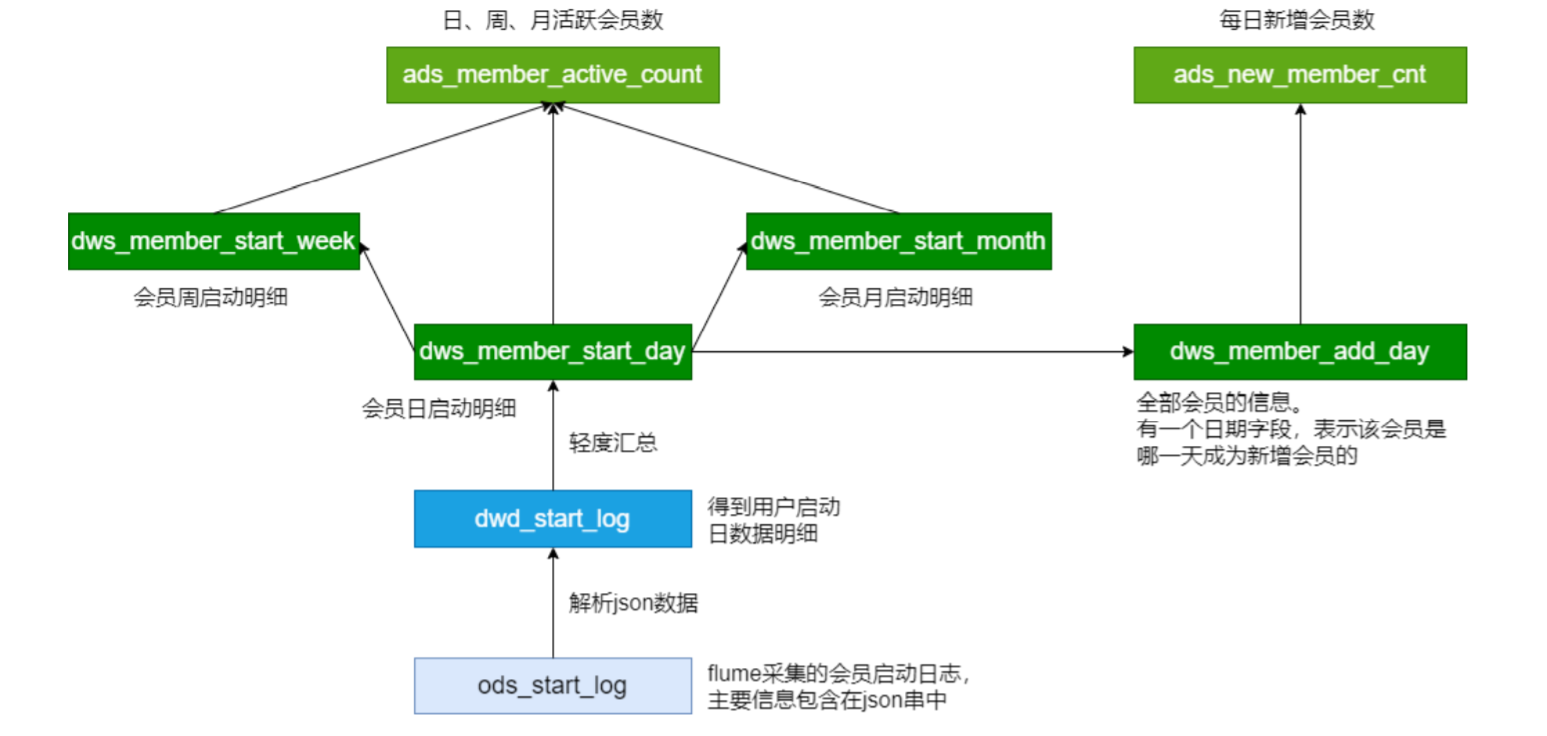 日、周、月活跃会员数
每日新增会员数
ads_member_active_count
ads_new_member_cnt
dws_member_start_week
dws_member_start_month
会员周启动明细
会员月启动明细
dws_member_start_day
dws_member_add_day
会员日启动明细
全部会员的信息。
有一个日期字段，表示该会员是
哪一天成为新增会员的
轻度汇总
dwd_start_log
得到用户启动
日数据明细
解析json数据
ods_start_log
flume采集的会员启动日志，
主要信息包含在json串中